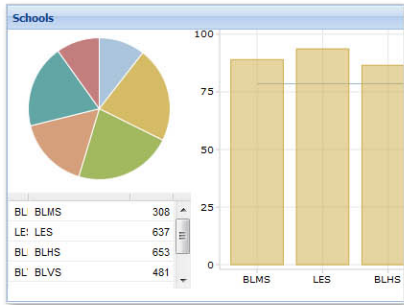 Schools
BL BLMS 308
LES LES 637
BL BLHS 653
BL BLVS 481
100
75
50
25
0
BLMS LES BLHS